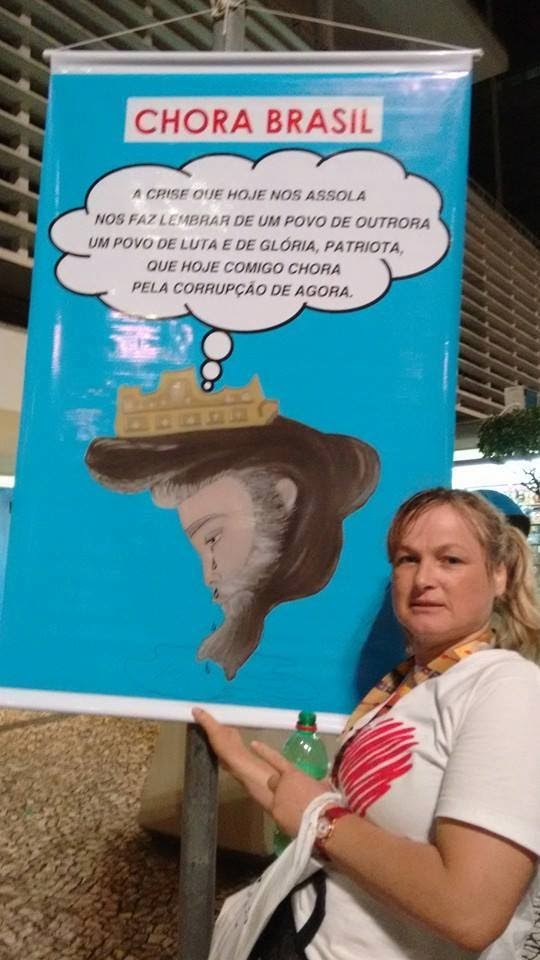 CHORA BRASIL
A CRISE QUE HOJE NOS ASSOLA
NOS FAZ LEMBRAR DE UM POVO DE OUTRORA
UM POVO DE LUTA E DE GLÓRIA, PATRIOTA,
QUE HOJE COMIGO CHORA
PELA CORRUPÇÃO DE AGORA.